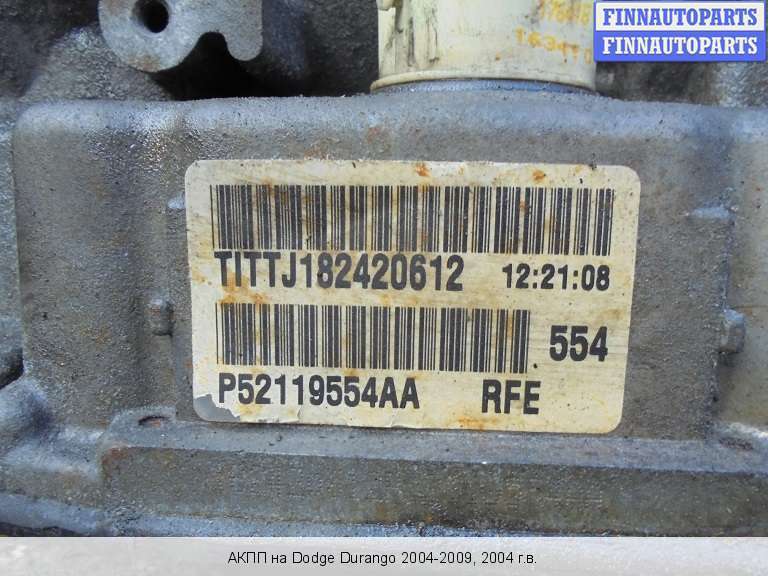 FINNAUTOPARTS
FINNAUTOPARTS
TITTJ182420612 12:21:08
554
P52119554AA RFE
АКПП на Dodge Durango 2004-2009, 2004 г.в.